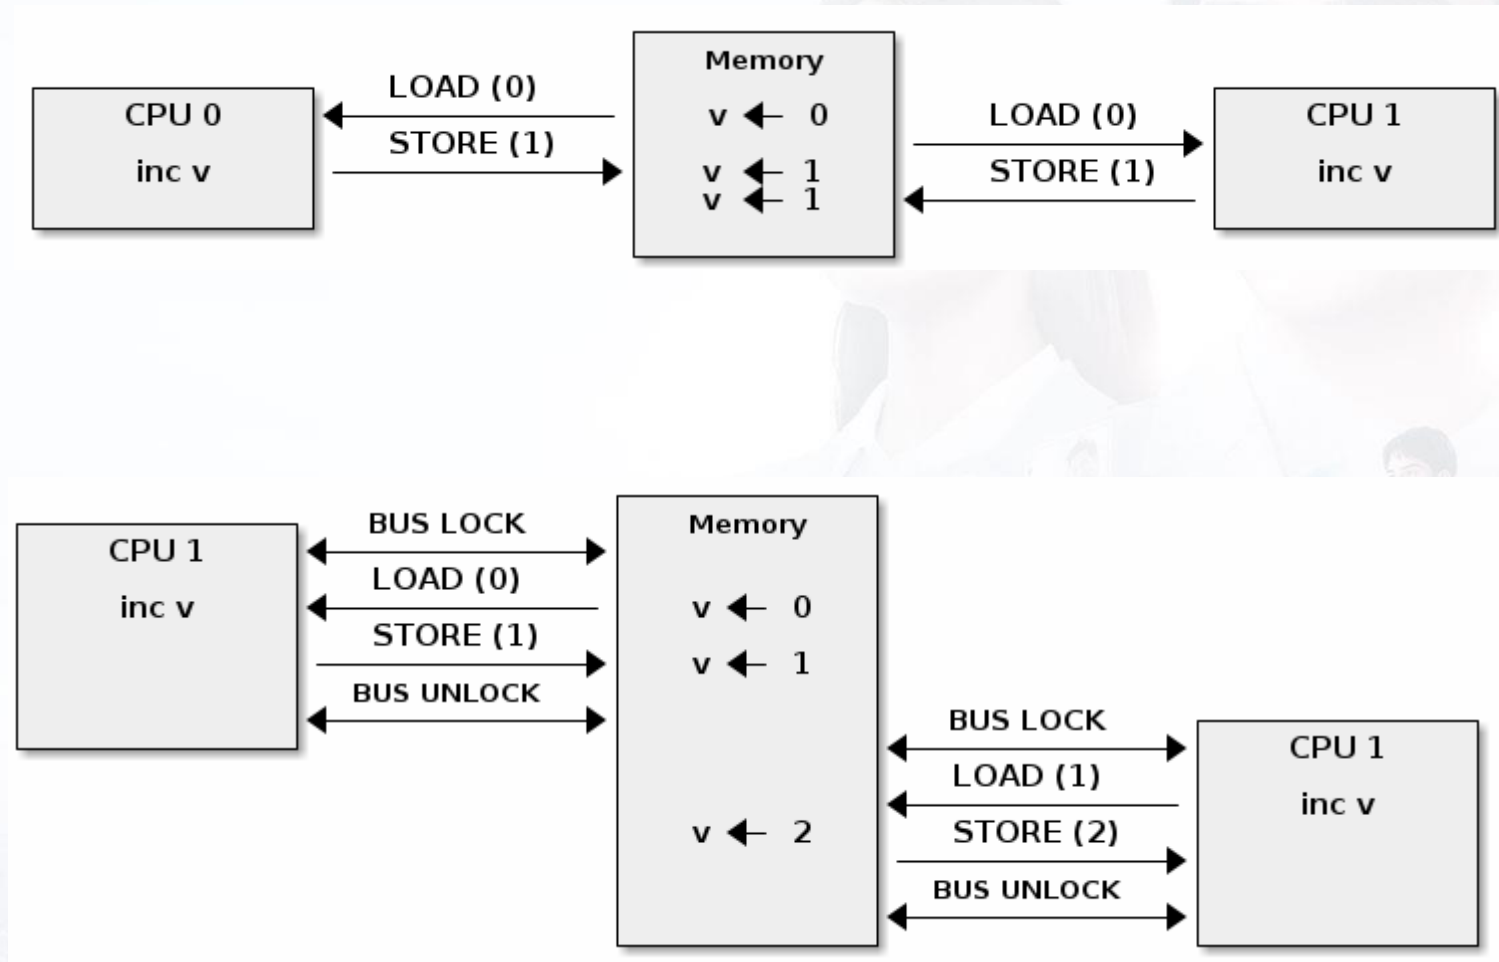 Memory
LOAD (0)
CPU 0
v 0
LOAD (0)
CPU 1
STORE (1)
inc v
v 1
STORE (1)
inc v
v 1
BUS LOCK
Memory
CPU 1
LOAD (0)
inc v
v 0
STORE (1)
v 1
BUS UNLOCK
BUS LOCK
CPU 1
LOAD (1)
inc v
v 2
STORE (2)
BUS UNLOCK